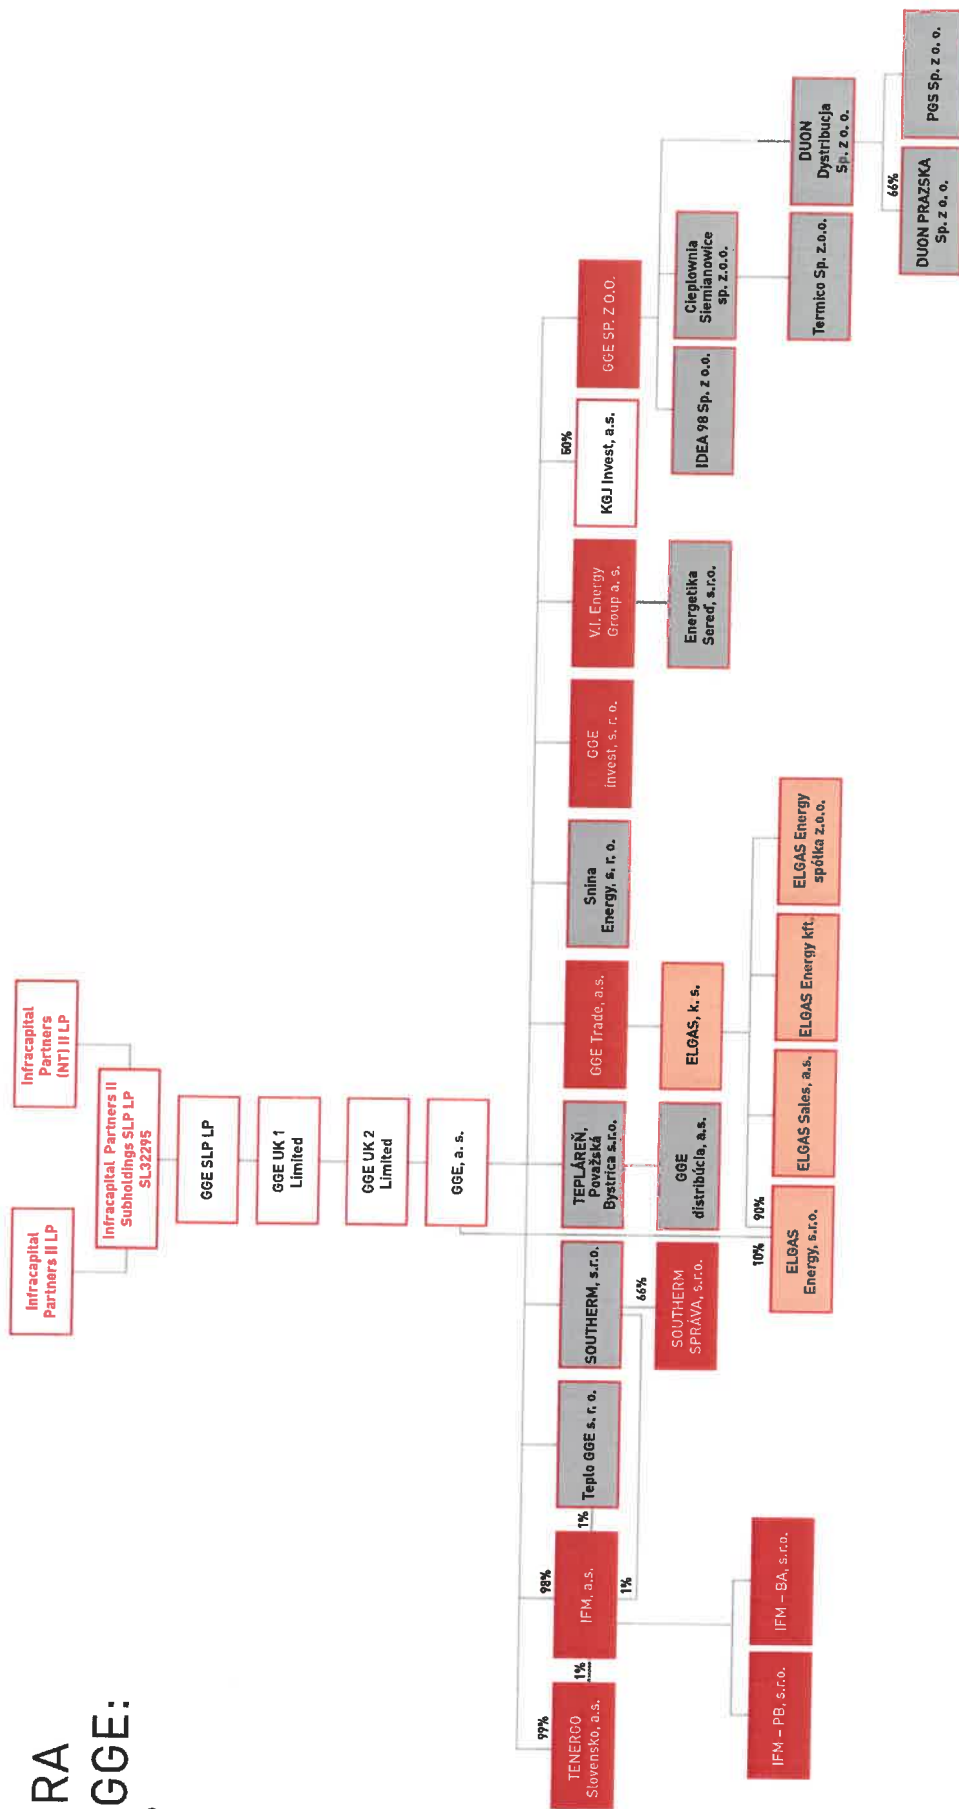 RA
GGE:
Infracapital
Partners II LP
Infracapital
Partners
(NT) II LP
Infracapital Partners II
Subholdings SLP LP
SL32295
GGE SLP LP
GGE UK 1
Limited
GGE UK 2
Limited
GGE, a. s.
99%
98%
50%
TENERGO
Slovensko, a.s.
1%
IFM, a.s.
1%
1%
Teplo GGE s. r. o.
SOUTHERM, s.r.o.
TEPLÁREŇ,
Považská
Bystrica s.r.o.
GGE Trade, a.s.
Snina
Energy, s. r. o.
GGE
invest, s. r. o.
V.I. Energy
Group a. s.
KGJ Invest, a.s.
GGE SP. Z O.O.
66%
SOUTHERM
SPRÁVA, s.r.o.
GGE
distribúcia, a.s.
ELGAS, k. s.
Energetika
Sereď, s.r.o.
IDEA 98 Sp. z o.o.
Ciepłownia
Siemianowice
sp. z.o.o.
IFM – PB, s.r.o.
IFM – BA, s.r.o.
10%
90%
ELGAS
Energy, s.r.o.
ELGAS Sales, a.s.
ELGAS Energy kft.
ELGAS Energy
spółka z.o.o.
Termico Sp. z.o.o.
DUON
Dystribucja
Sp. z o. o.
66%
DUON PRAZSKA
Sp. z o. o.
PGS Sp. z o. o.